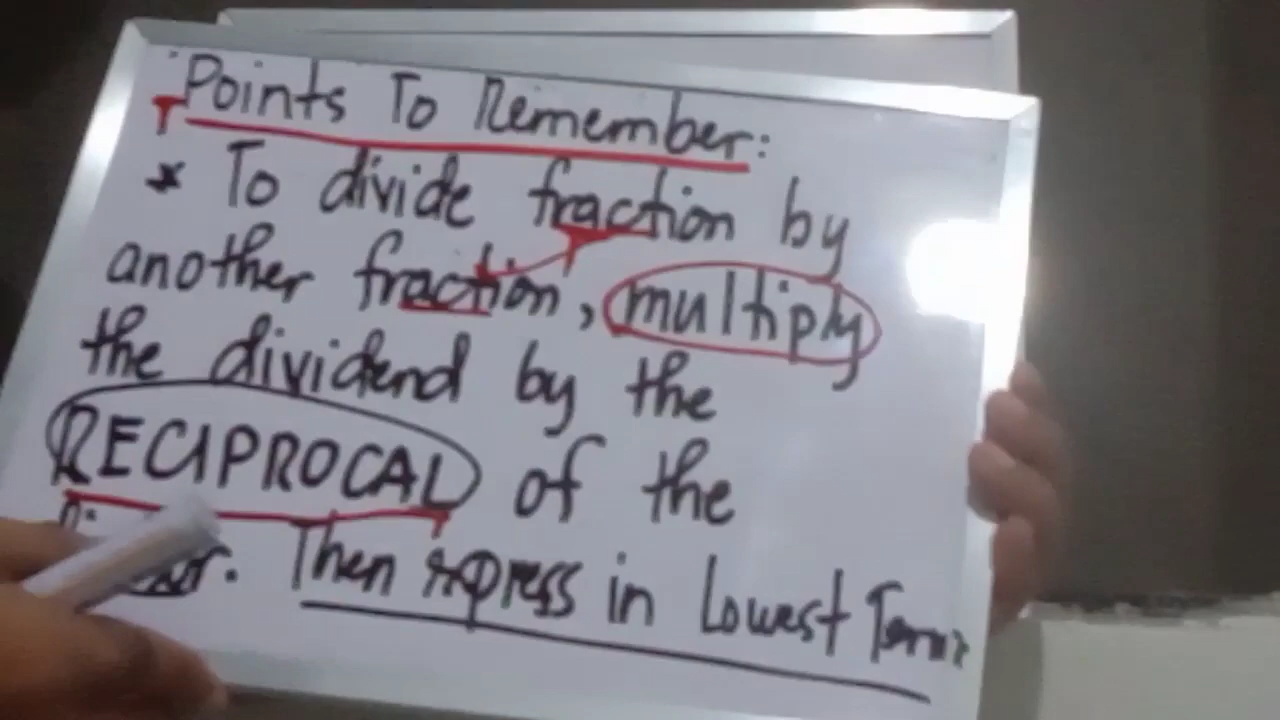 Points To Remember:
* To divide fraction by
another fraction, multiply
the dividend by the
RECIPROCAL of the
Then express in Lowest Terms